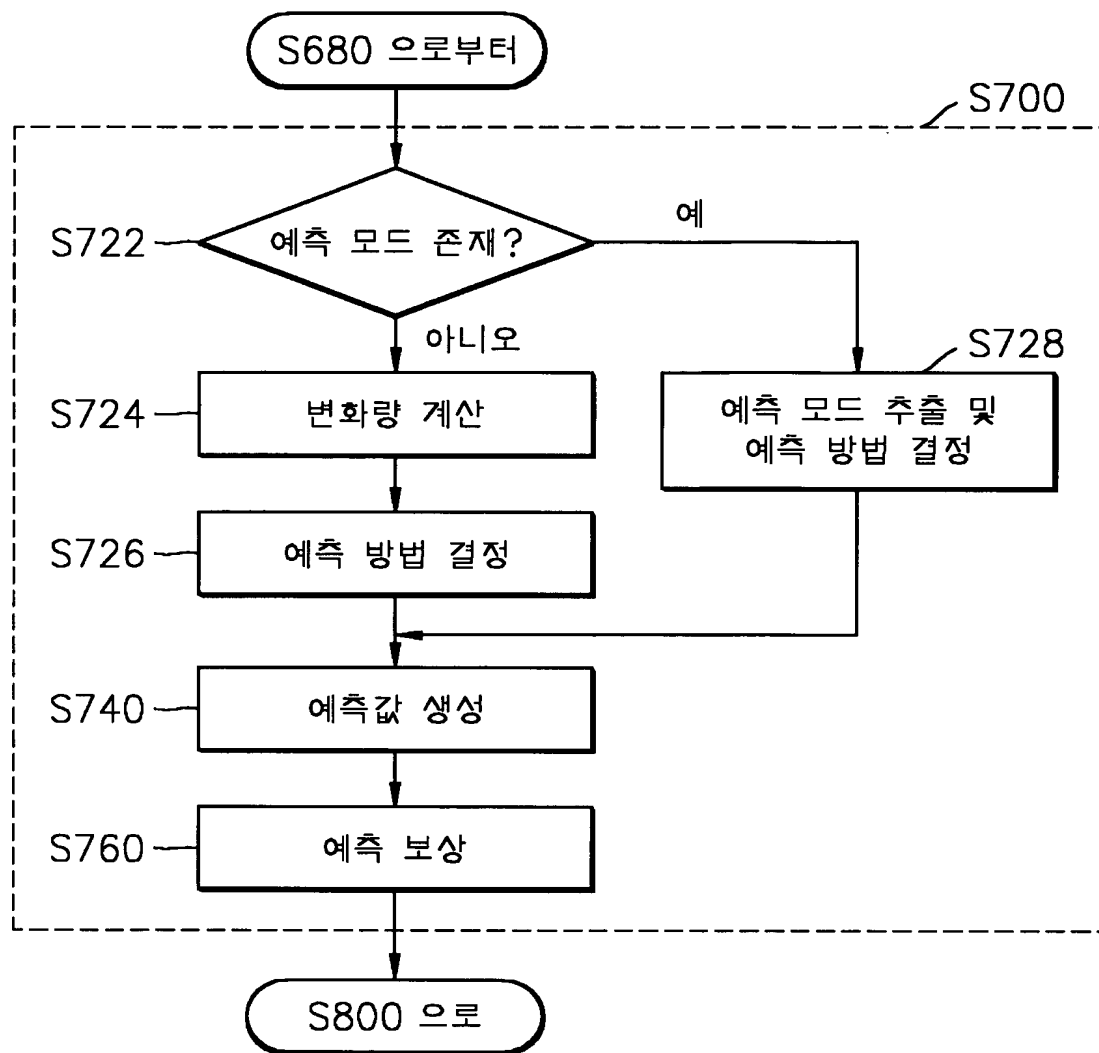 S680 으로부터
S700
S722
예측 모드 존재?
예
아니오
S728
S724
변화량 계산
예측 모드 추출 및
예측 방법 결정
S726
예측 방법 결정
S740
예측값 생성
S760
예측 보상
S800 으로